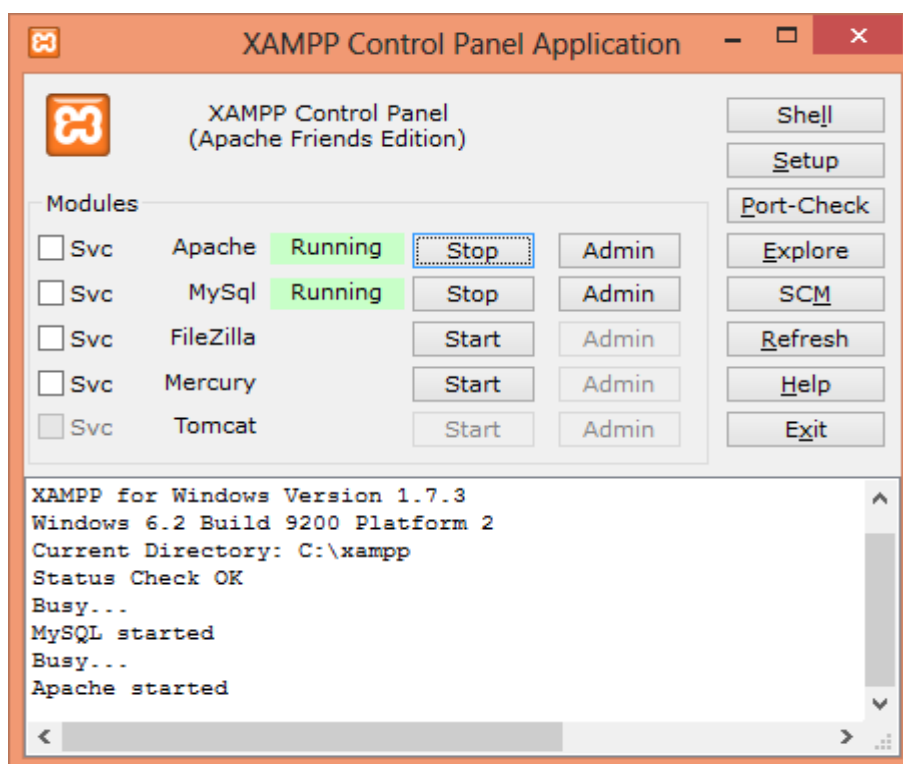 XAMPP Control Panel Application
XAMPP Control Panel
(Apache Friends Edition)
Shell
Setup
Modules
Port-Check
Svc Apache Running Stop Admin Explore
Svc MySql Running Stop Admin SCM
Svc FileZilla Start Admin Refresh
Svc Mercury Start Admin Help
Svc Tomcat Start Admin Exit
XAMPP for Windows Version 1.7.3
Windows 6.2 Build 9200 Platform 2
Current Directory: C:\xampp
Status Check OK
Busy...
MySQL started
Busy...
Apache started